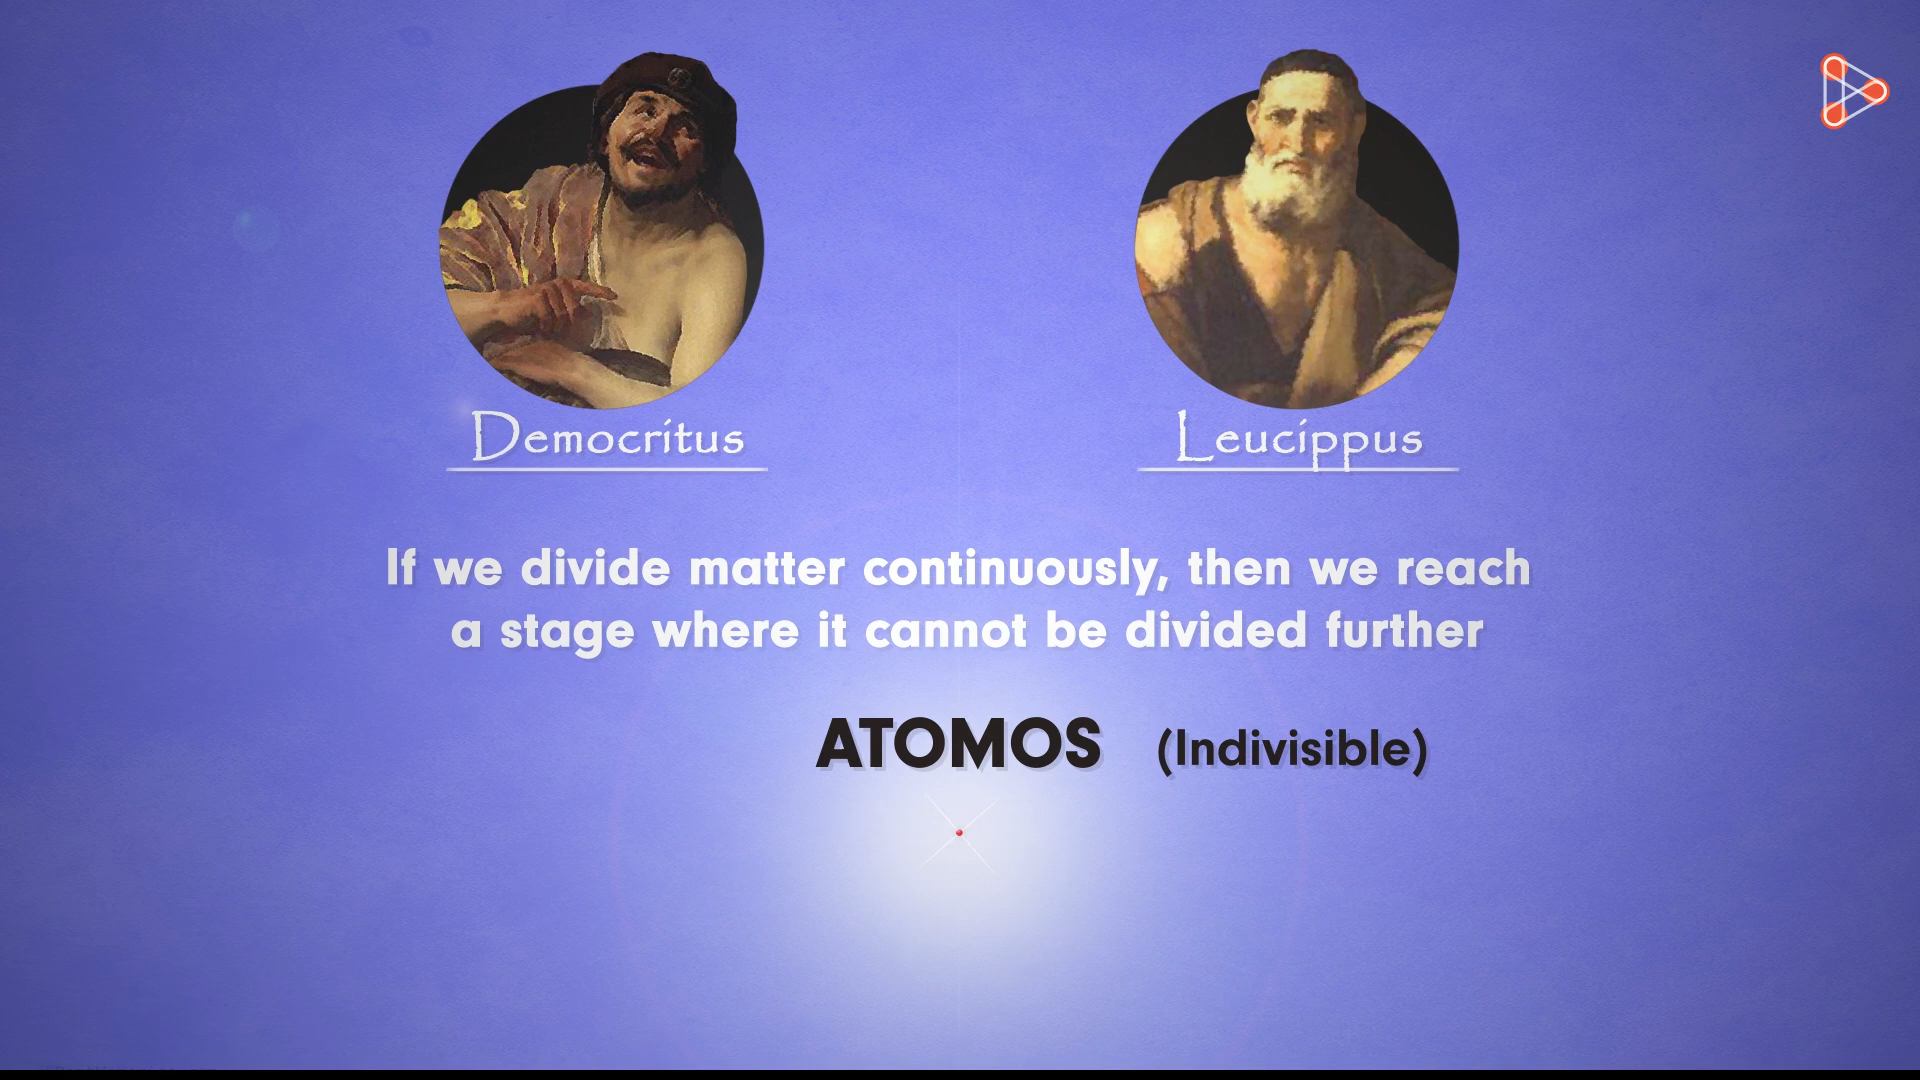 Democritus
Leucippus
If we divide matter continuously, then we reach
a stage where it cannot be divided further
ATOMOS (Indivisible)